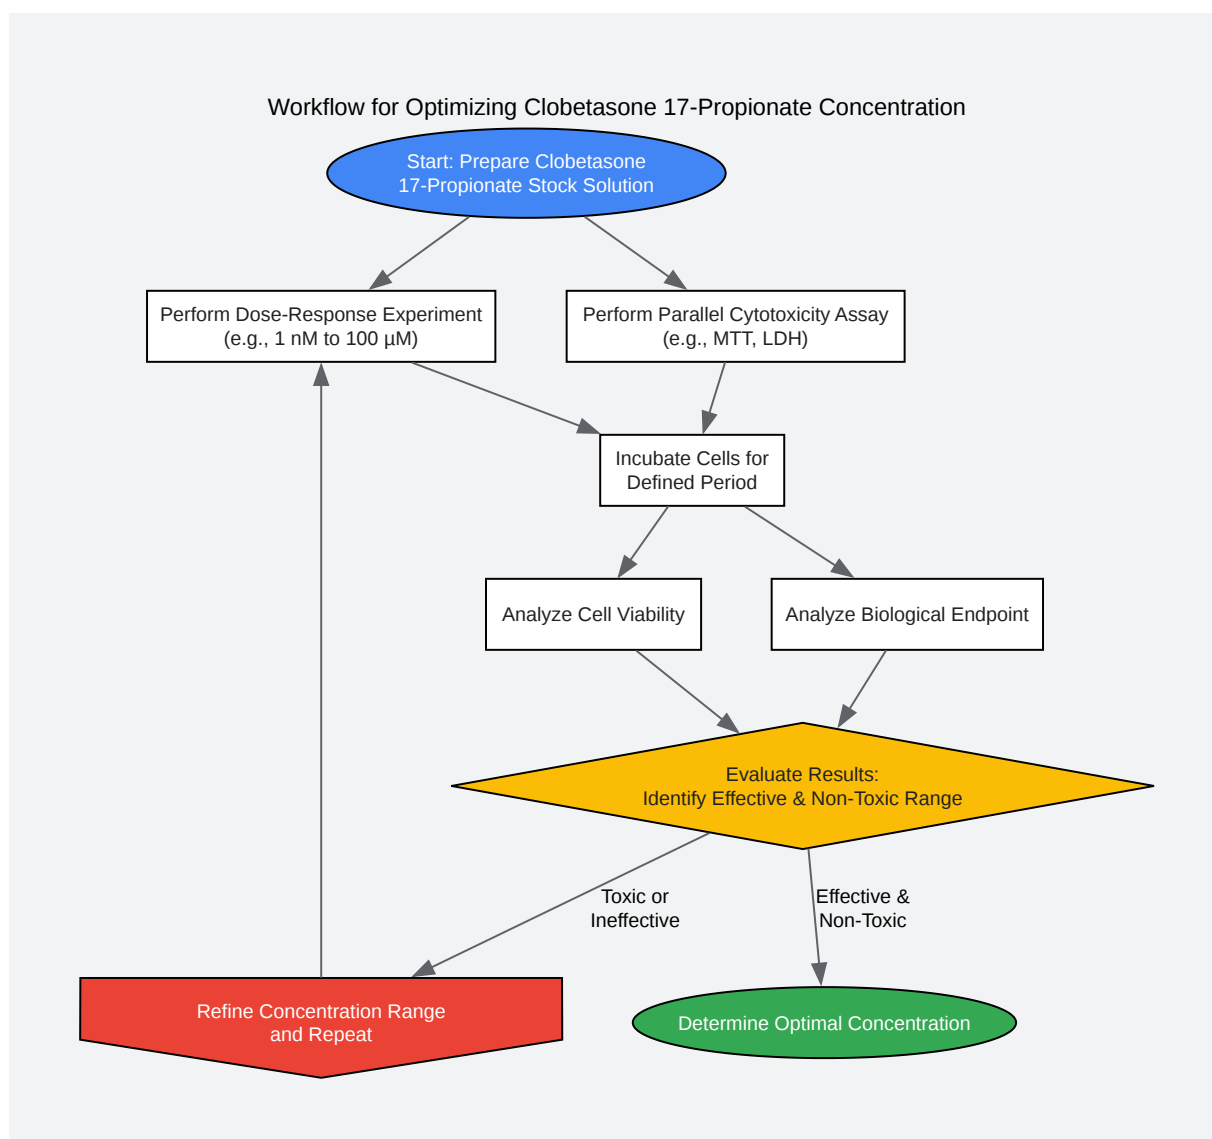 Workflow for Optimizing Clobetasone 17-Propionate Concentration
Start: Prepare Clobetasone
17-Propionate Stock Solution
Perform Dose-Response Experiment
(e.g., 1 nM to 100 µM)
Perform Parallel Cytotoxicity Assay
(e.g., MTT, LDH)
Incubate Cells for
Defined Period
Analyze Cell Viability
Analyze Biological Endpoint
Evaluate Results:
Identify Effective & Non-Toxic Range
Toxic or
Ineffective
Effective &
Non-Toxic
Refine Concentration Range
and Repeat
Determine Optimal Concentration